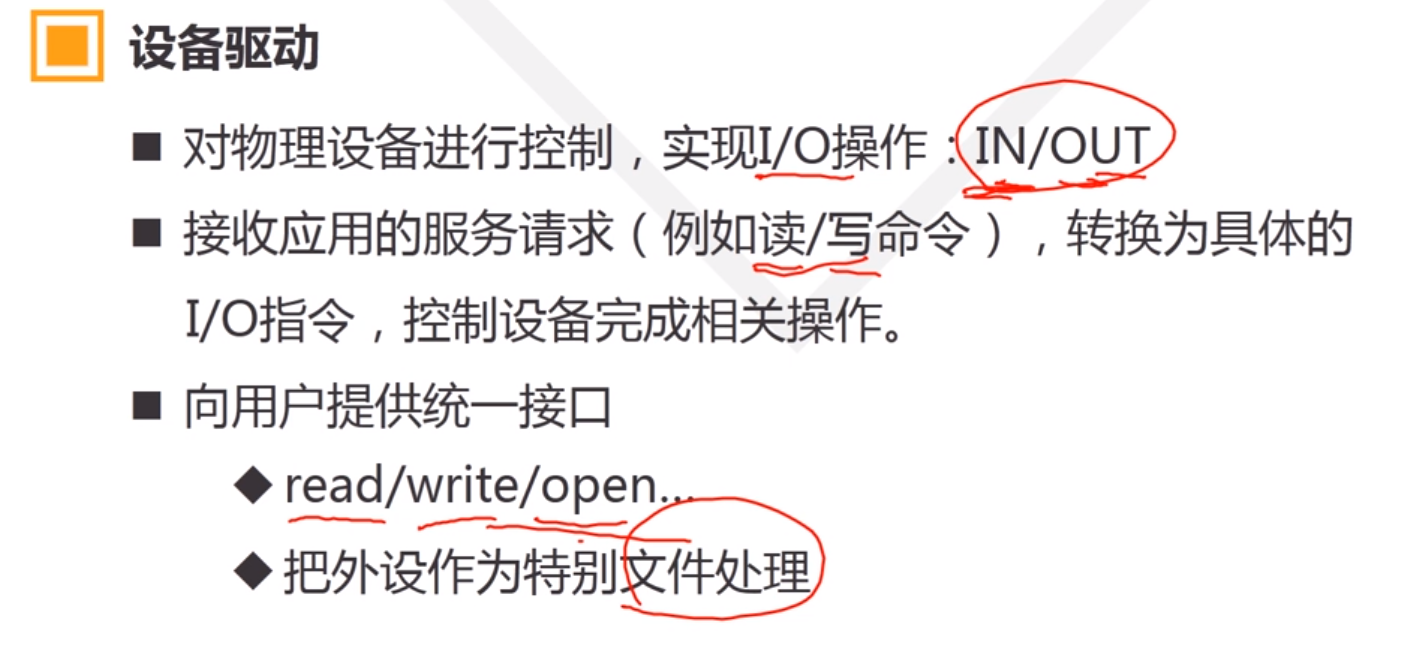 设备驱动
■ 对物理设备进行控制，实现I/O操作：IN/OUT
■ 接收应用的服务请求（例如读/写命令），转换为具体的
I/O指令，控制设备完成相关操作。
■ 向用户提供统一接口
◆ read/write/open...
◆ 把外设作为特别文件处理